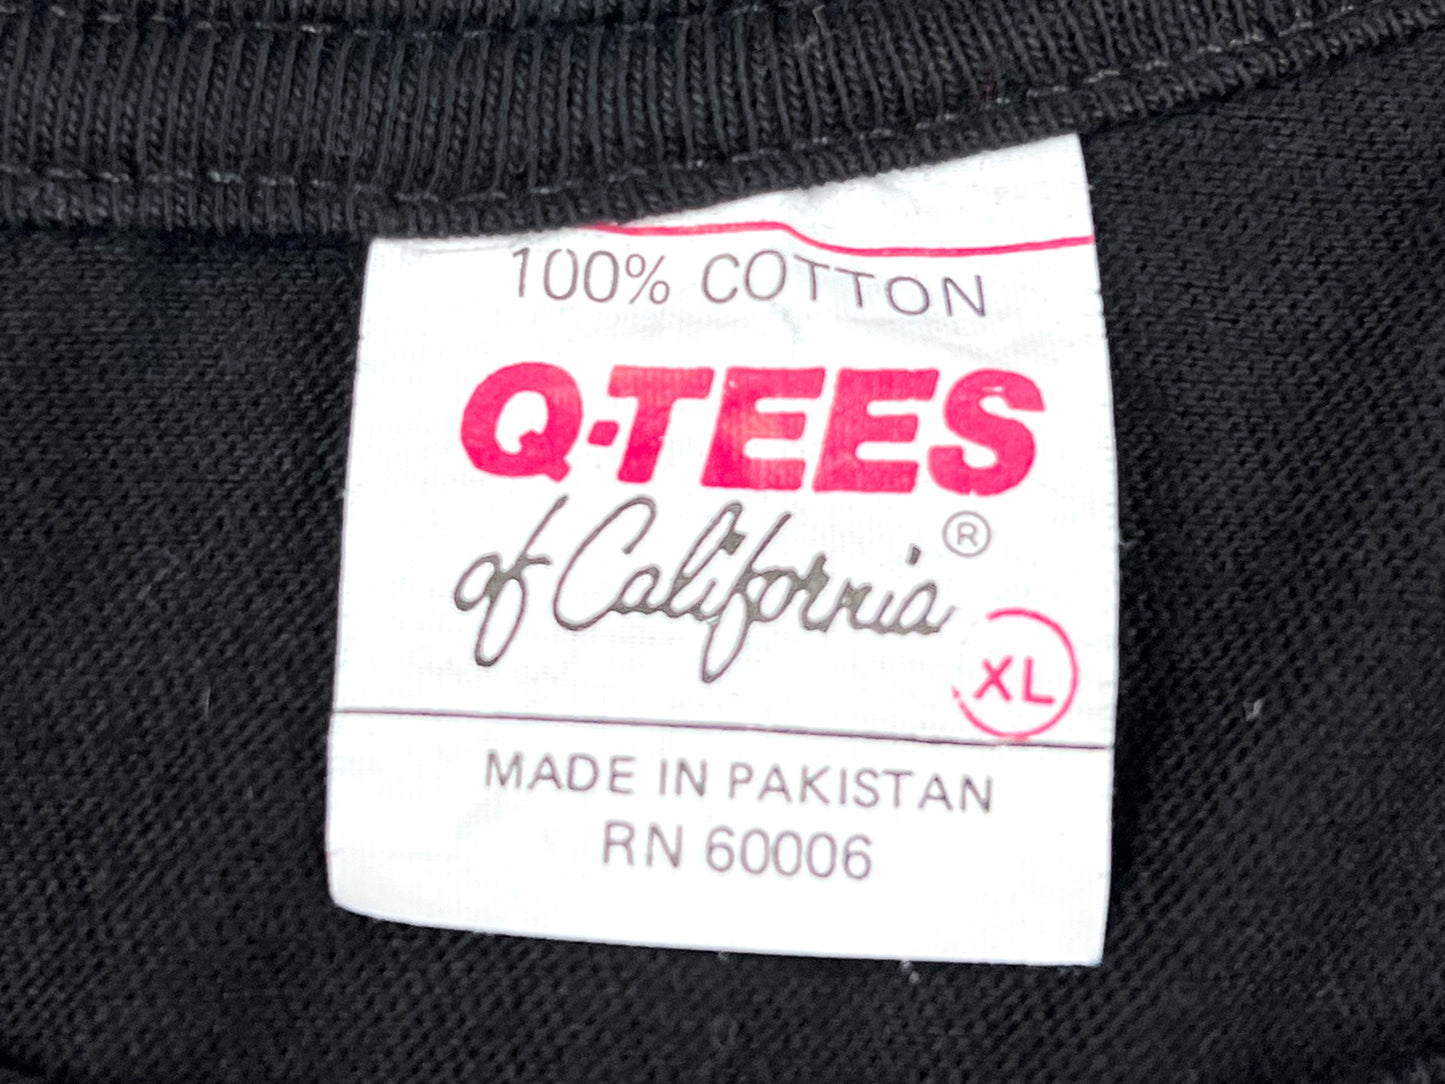 100% COTTON
Q-TEES
of California ®
XL
MADE IN PAKISTAN
RN 60006